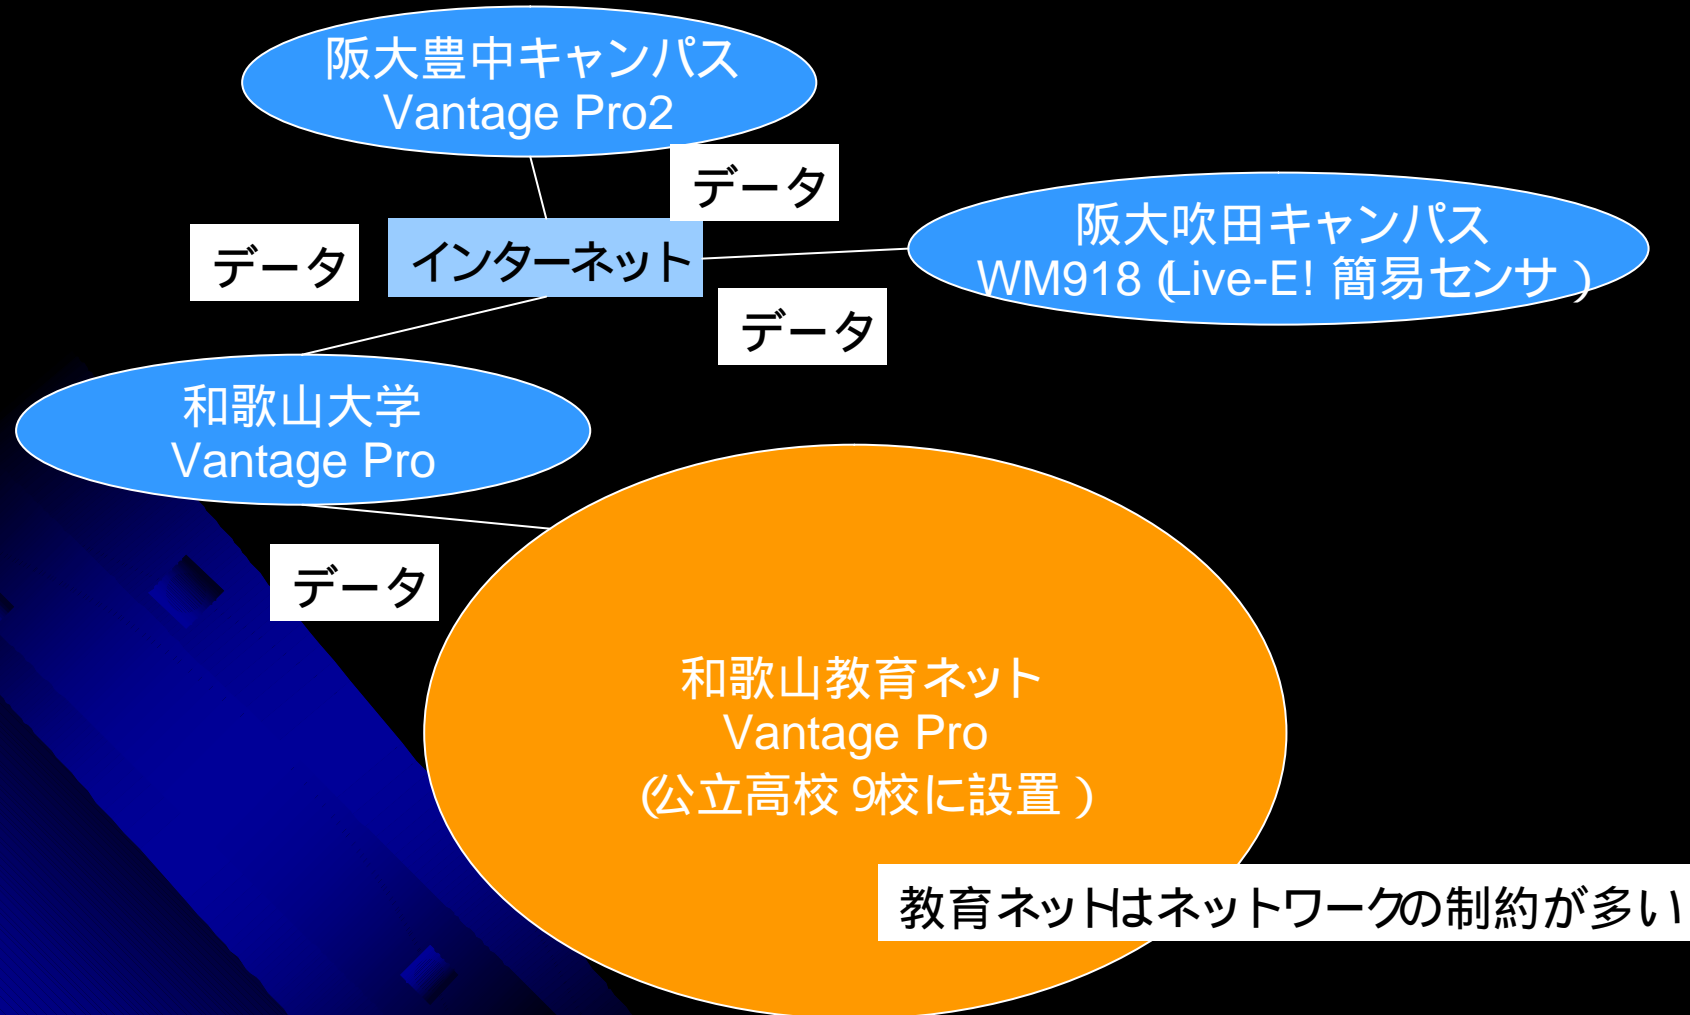 阪大豊中キャンパス
Vantage Pro2
データ
データ
インターネット
阪大吹田キャンパス
WM918 (Live-E! 簡易センサ)
データ
和歌山大学
Vantage Pro
データ
和歌山教育ネット
Vantage Pro
(公立高校 9校に設置)
教育ネットはネットワークの制約が多い